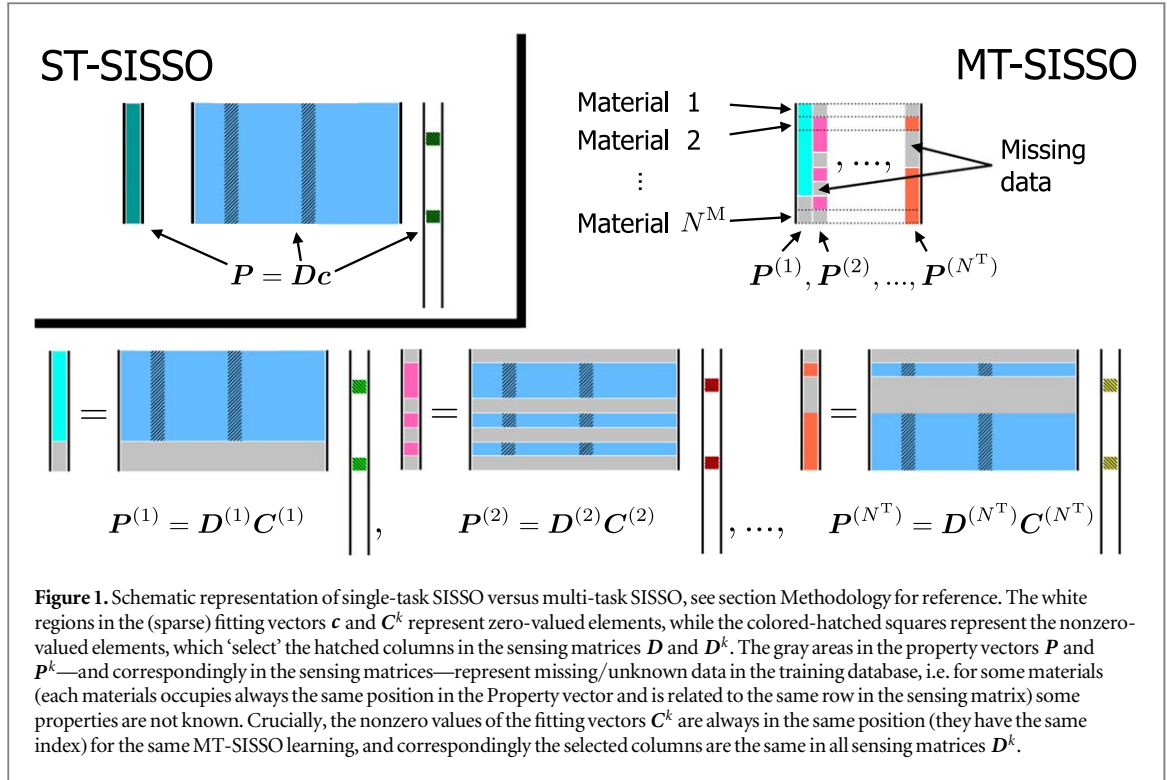 ST-SISSO
P = Dc
MT-SISSO
Material 1
Material 2
⋮
Material N^M
, ...,
Missing
data
P^(1), P^(2), ..., P^(N^T)
=
=
=
P^(1) = D^(1)C^(1) , P^(2) = D^(2)C^(2) , ..., P^(N^T) = D^(N^T)C^(N^T)
Figure 1. Schematic representation of single-task SISSO versus multi-task SISSO, see section Methodology for reference. The white
regions in the (sparse) fitting vectors c and C^k represent zero-valued elements, while the colored-hatched squares represent the nonzero-
valued elements, which ‘select’ the hatched columns in the sensing matrices D and D^k. The gray areas in the property vectors P and
P^k—and correspondingly in the sensing matrices—represent missing/unknown data in the training database, i.e. for some materials
(each materials occupies always the same position in the Property vector and is related to the same row in the sensing matrix) some
properties are not known. Crucially, the nonzero values of the fitting vectors C^k are always in the same position (they have the same
index) for the same MT-SISSO learning, and correspondingly the selected columns are the same in all sensing matrices D^k.